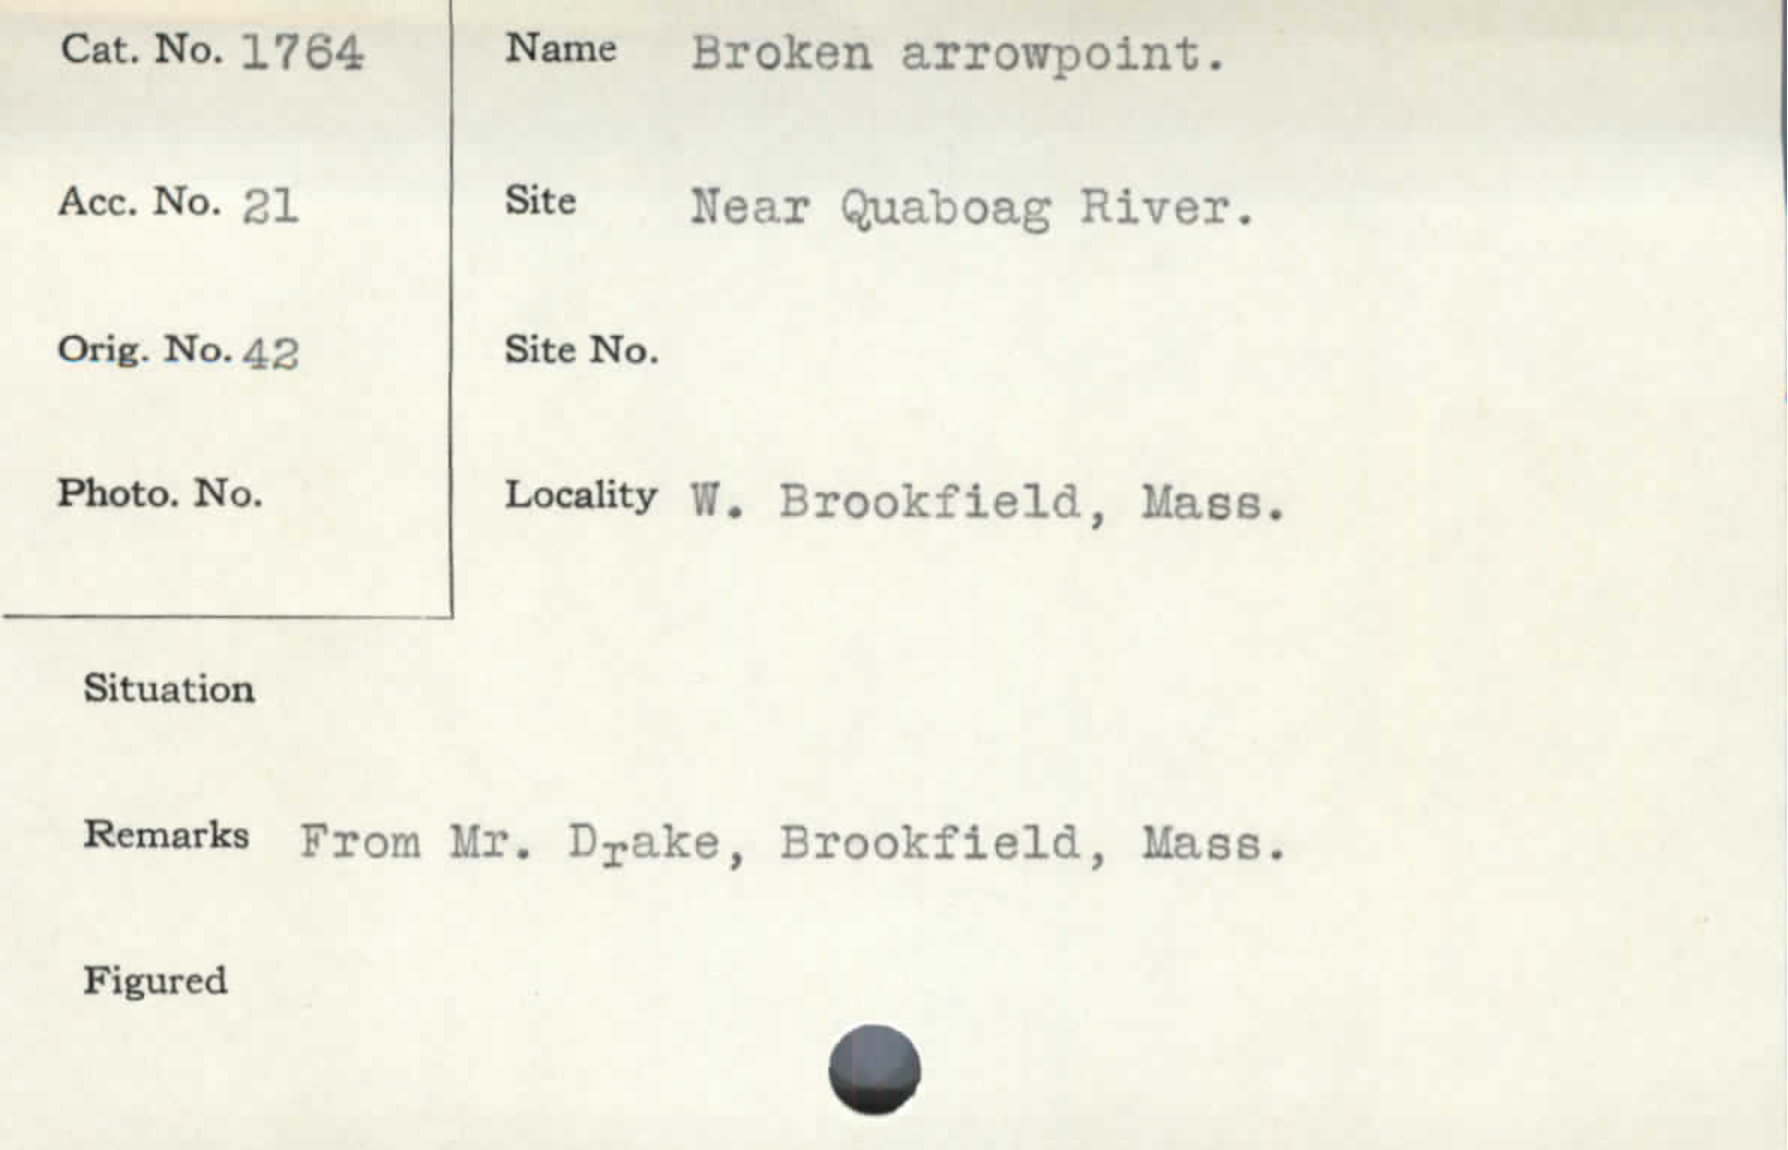 Cat. No. 1764
Name Broken arrowpoint.
Acc. No. 21
Site Near Quaboag River.
Orig. No. 42
Site No.
Photo. No.
Locality W. Brookfield, Mass.
Situation
Remarks From Mr. Drake, Brookfield, Mass.
Figured